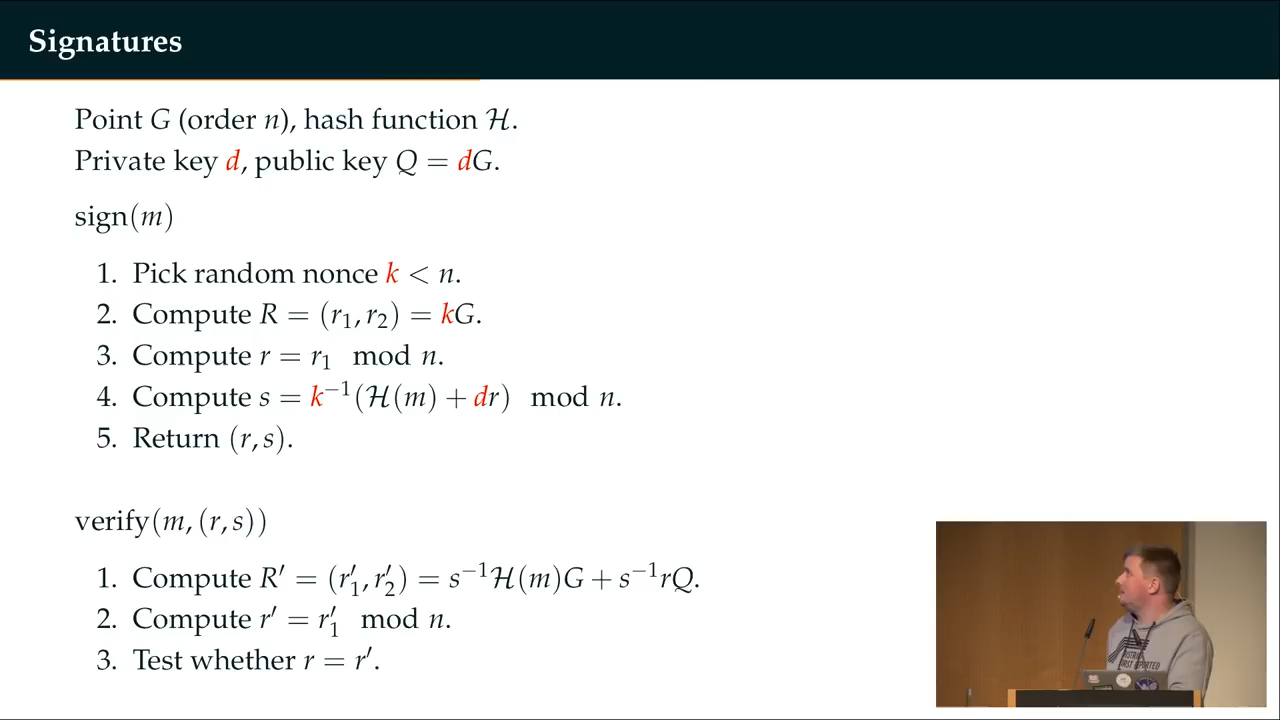 Signatures
Point G (order n), hash function ℋ.
Private key d, public key Q = dG.
sign(m)
1. Pick random nonce k < n.
2. Compute R = (r₁, r₂) = kG.
3. Compute r = r₁ mod n.
4. Compute s = k⁻¹(ℋ(m) + dr) mod n.
5. Return (r, s).
verify(m, (r, s))
1. Compute R′ = (r′₁, r′₂) = s⁻¹ℋ(m)G + s⁻¹rQ.
2. Compute r′ = r′₁ mod n.
3. Test whether r = r′.